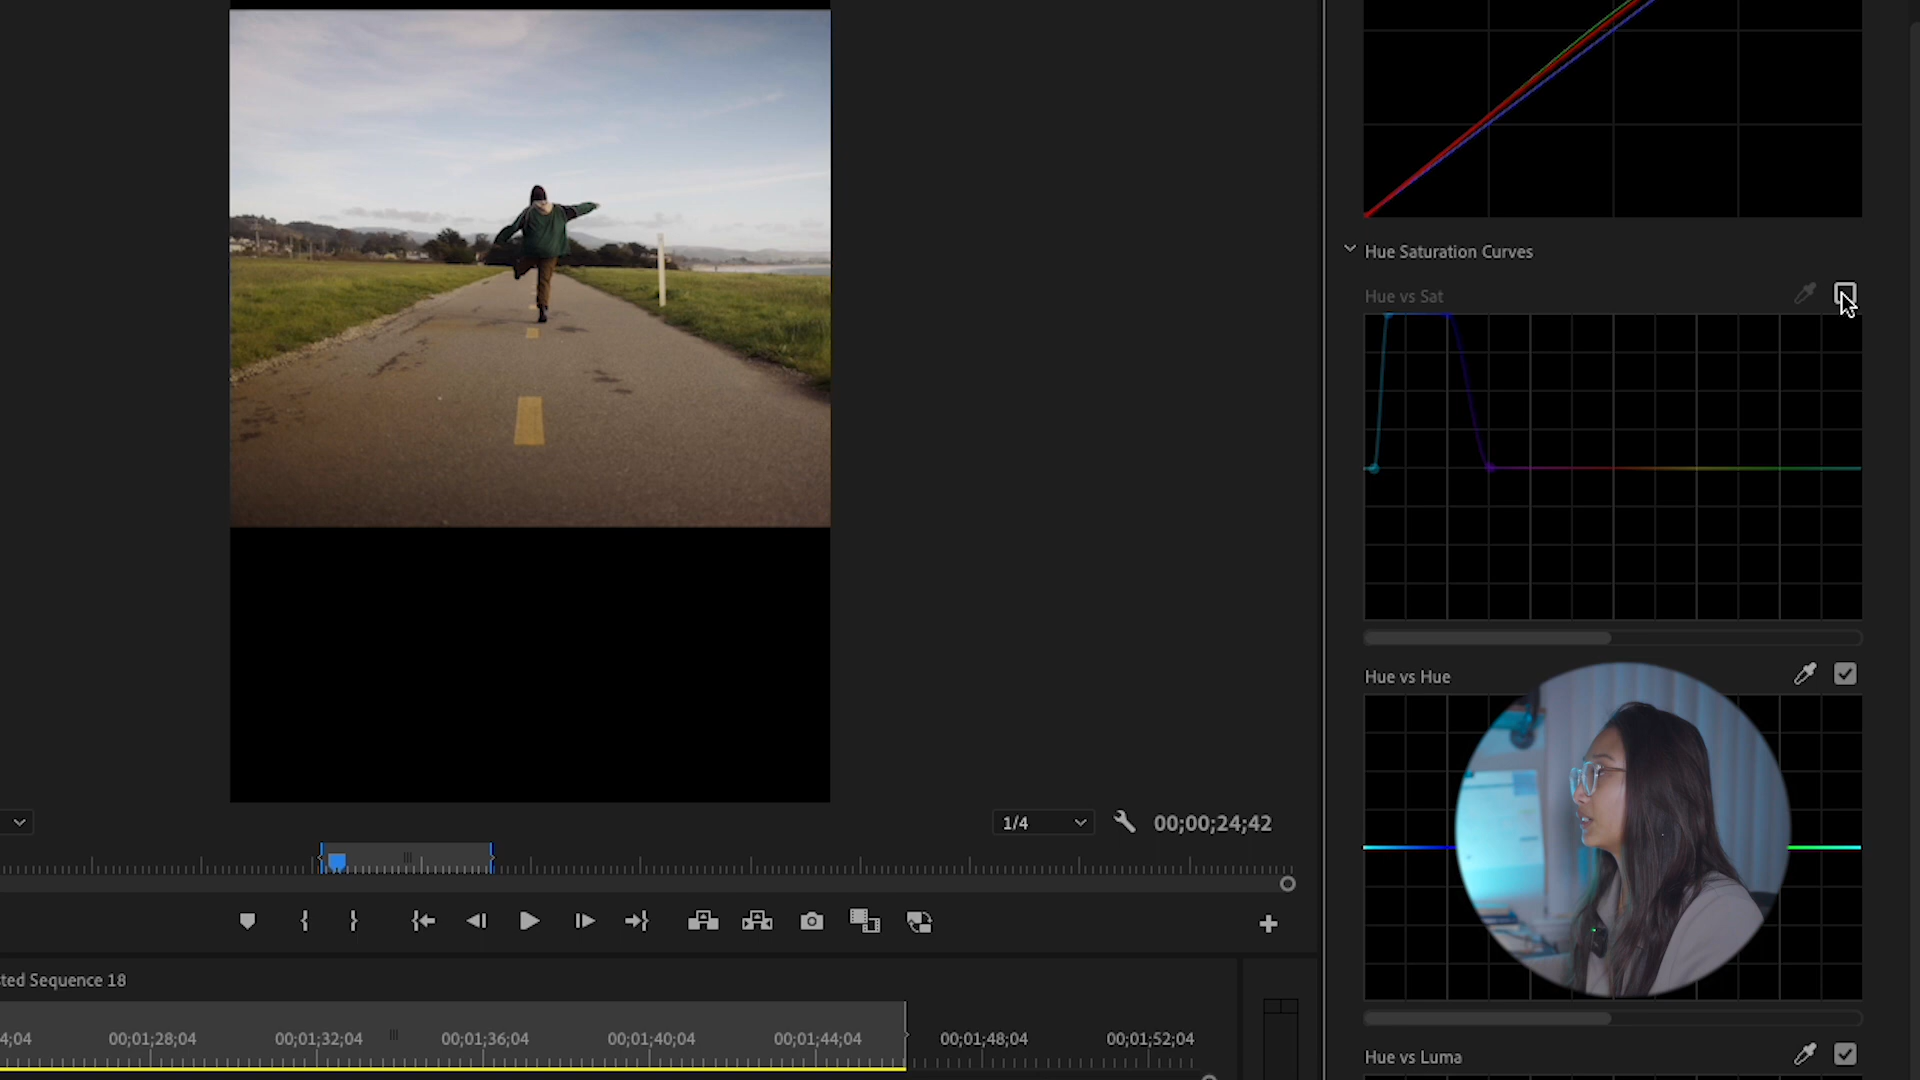 Hue Saturation Curves
Hue vs Sat
Hue vs Hue
1/4
00;00;24;42
ted Sequence 18
4;04
00;01;28;04
00;01;32;04
00;01;36;04
00;01;40;04
00;01;44;04
00;01;48;04
00;01;52;04
Hue vs Luma